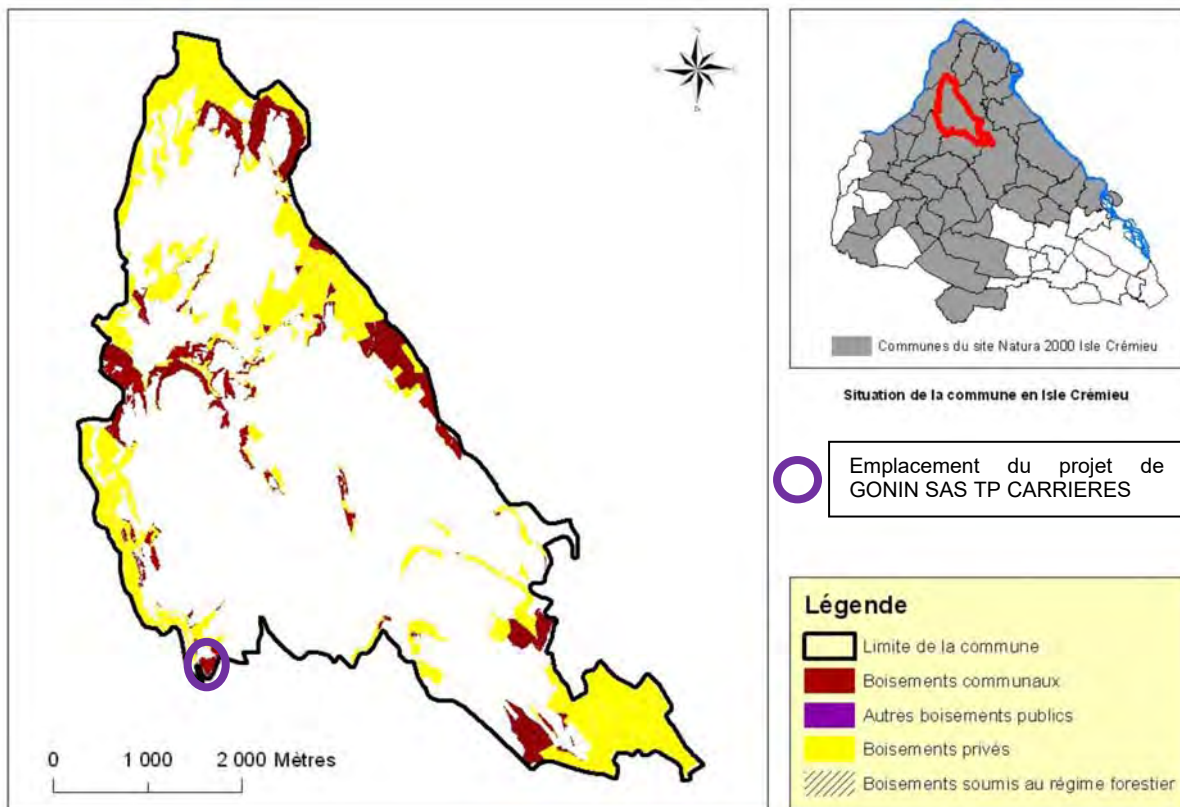 Communes du site Natura 2000 Isle Crémieu
Situation de la commune en Isle Crémieu
Emplacement du projet de
GONIN SAS TP CARRIERES
Légende
Limite de la commune
Boisements communaux
Autres boisements publics
Boisements privés
Boisements soumis au régime forestier
0 1 000 2 000 Mètres